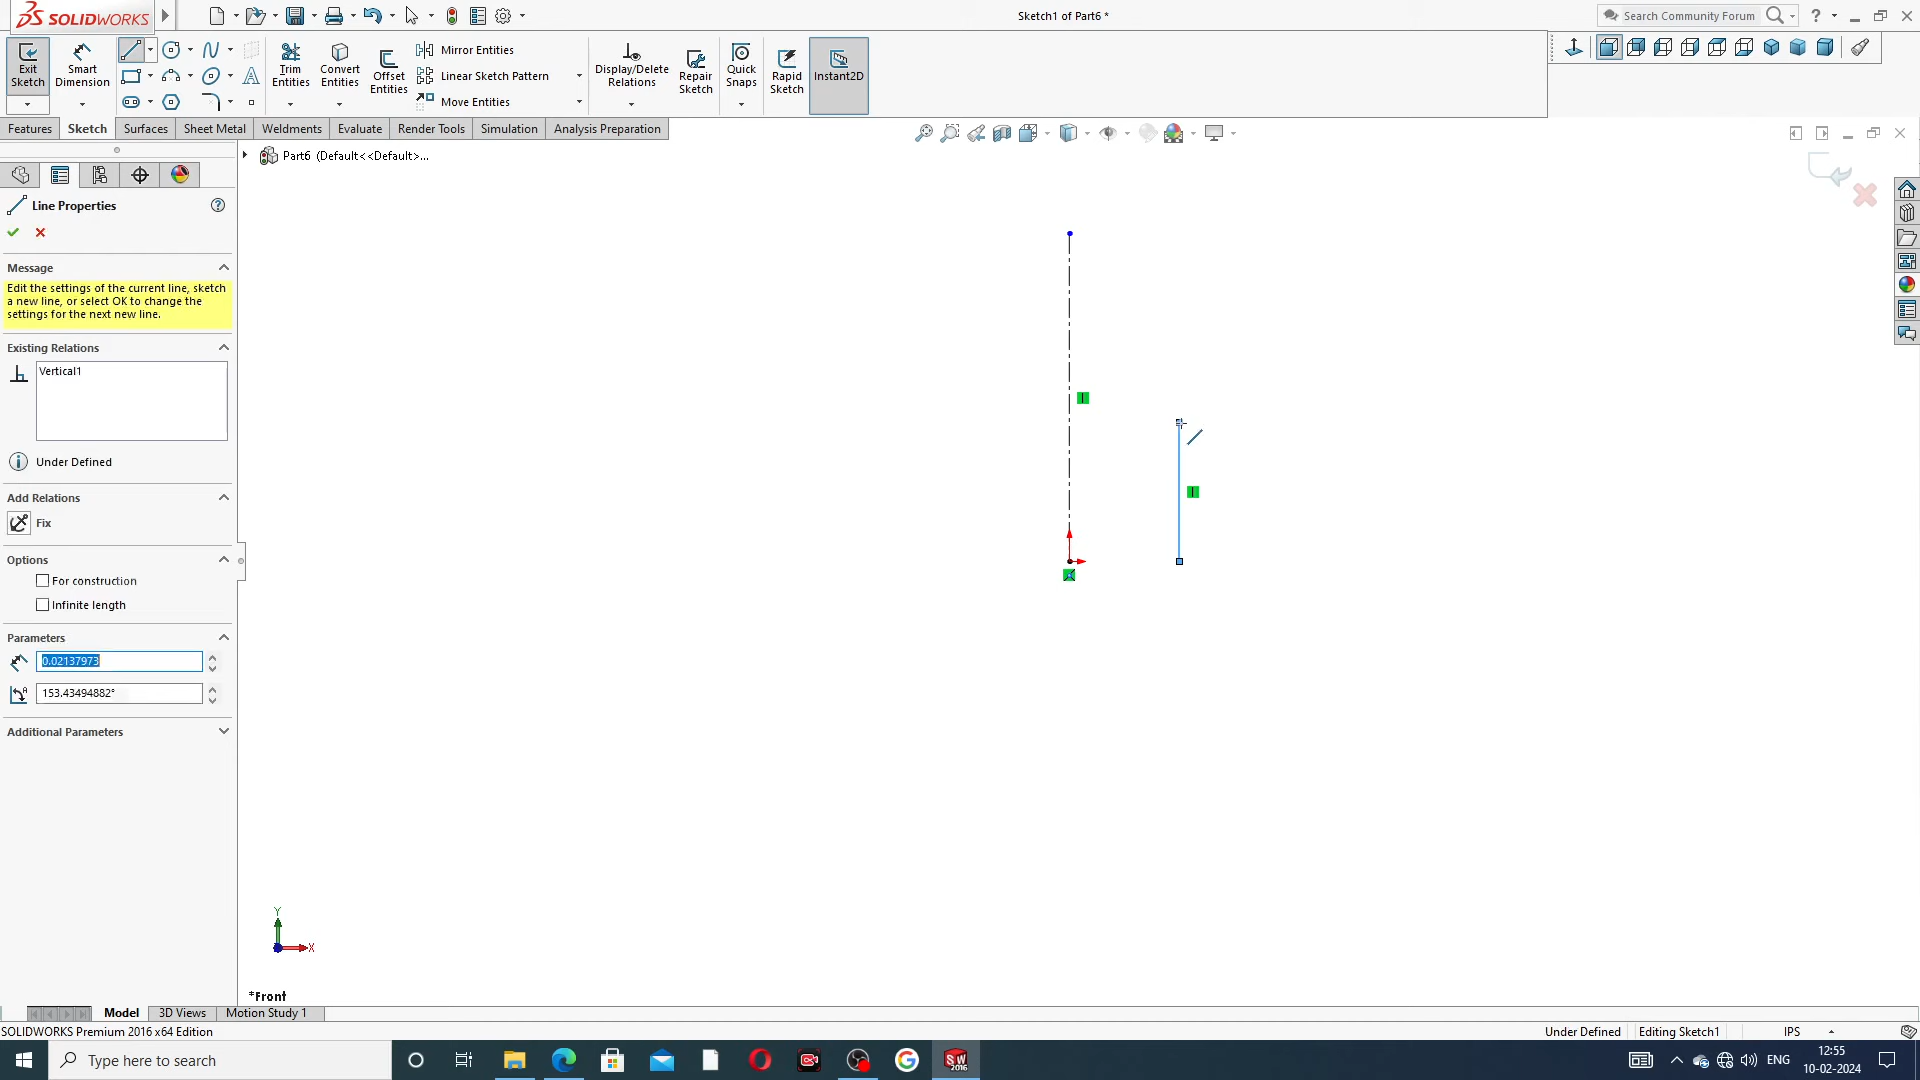 SOLIDWORKS
Sketch1 of Part6 *
Search Community Forum
Exit Sketch
Smart Dimension
Trim Entities
Convert Entities
Offset Entities
Mirror Entities
Linear Sketch Pattern
Move Entities
Display/Delete Relations
Repair Sketch
Quick Snaps
Rapid Sketch
Instant2D
Features
Sketch
Surfaces
Sheet Metal
Weldments
Evaluate
Render Tools
Simulation
Analysis Preparation
Part6 (Default<<Default>...
Line Properties
Message
Edit the settings of the current line, sketch
a new line, or select OK to change the
settings for the next new line.
Existing Relations
Vertical1
Under Defined
Add Relations
Fix
Options
For construction
Infinite length
Parameters
0.02137973
153.43494882°
Additional Parameters
Y
X
*Front
Model
3D Views
Motion Study 1
SOLIDWORKS Premium 2016 x64 Edition
Under Defined
Editing Sketch1
IPS
Type here to search
SW
2016
ENG
12:55
10-02-2024